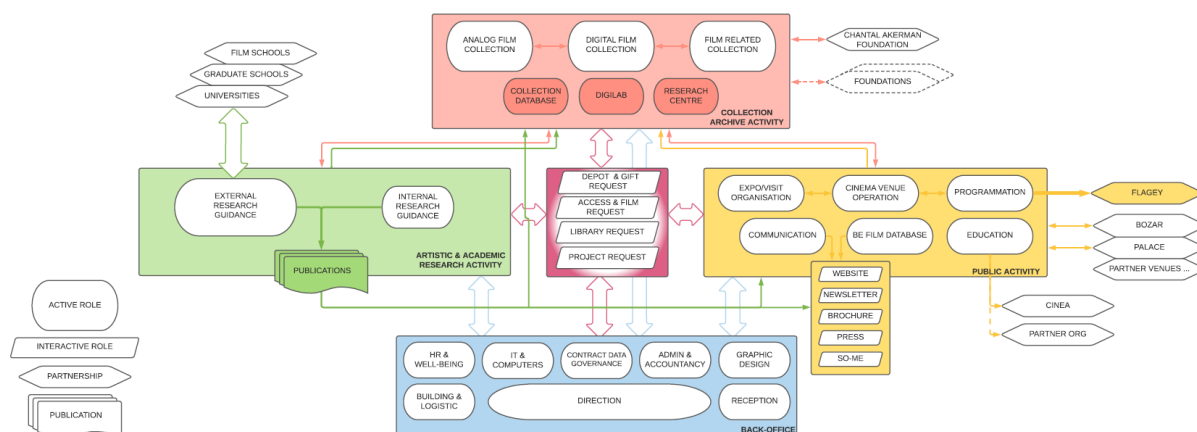 ANALOG FILM
COLLECTION
DIGITAL FILM
COLLECTION
FILM RELATED
COLLECTION
COLLECTION
DATABASE
DIGILAB
RESERACH
CENTRE
COLLECTION
ARCHIVE ACTIVITY
CHANTAL AKERMAN
FOUNDATION
FOUNDATIONS
FILM SCHOOLS
GRADUATE SCHOOLS
UNIVERSITIES
EXTERNAL
RESEARCH
GUIDANCE
INTERNAL
RESEARCH
GUIDANCE
PUBLICATIONS
ARTISTIC & ACADEMIC
RESEARCH ACTIVITY
DEPOT & GIFT
REQUEST
ACCESS & FILM
REQUEST
LIBRARY REQUEST
PROJECT REQUEST
EXPO/VISIT
ORGANISATION
CINEMA VENUE
OPERATION
PROGRAMMATION
COMMUNICATION
BE FILM DATABASE
EDUCATION
PUBLIC ACTIVITY
WEBSITE
NEWSLETTER
BROCHURE
PRESS
SO-ME
FLAGEY
BOZAR
PALACE
PARTNER VENUES ...
CINEA
PARTNER ORG
ACTIVE ROLE
INTERACTIVE ROLE
PARTNERSHIP
PUBLICATION
HR &
WELL-BEING
IT &
COMPUTERS
CONTRACT DATA
GOVERNANCE
ADMIN &
ACCOUNTANCY
GRAPHIC
DESIGN
BUILDING &
LOGISTIC
DIRECTION
RECEPTION
BACK-OFFICE